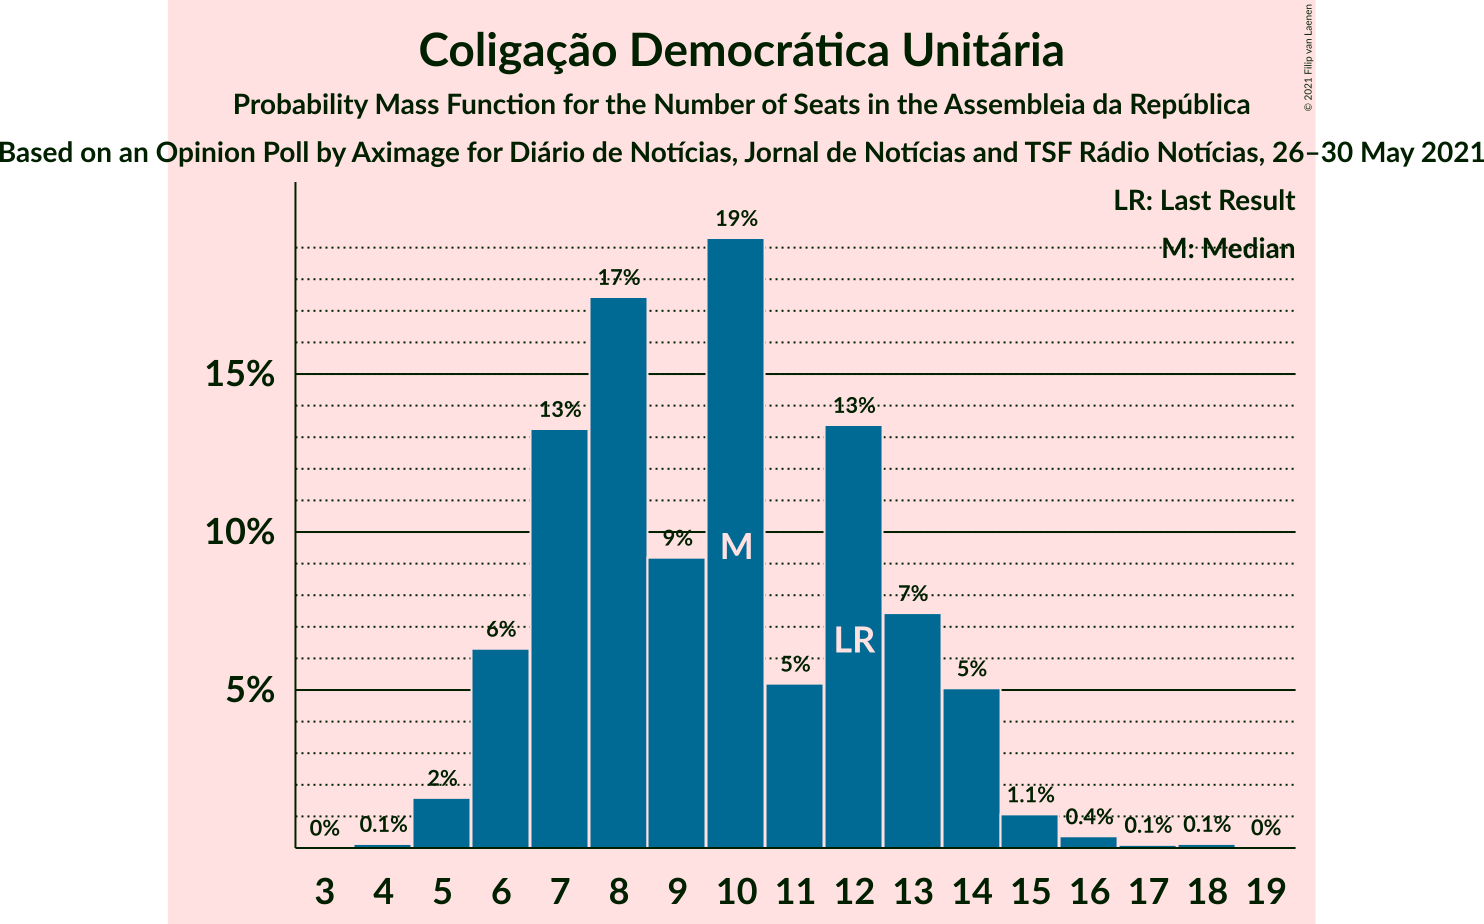 Coligação Democrática Unitária
Probability Mass Function for the Number of Seats in the Assembleia da República
Based on an Opinion Poll by Aximage for Diário de Notícias, Jornal de Notícias and TSF Rádio Notícias, 26–30 May 2021
© 2021 Filip van Laenen
LR: Last Result
M: Median
19%
17%
15%
13%
13%
10%
9%
M
7%
6%
LR
5%
5%
5%
2%
1.1%
0.4%
0%
0.1%
0.1%
0.1%
0%
3 4 5 6 7 8 9 10 11 12 13 14 15 16 17 18 19